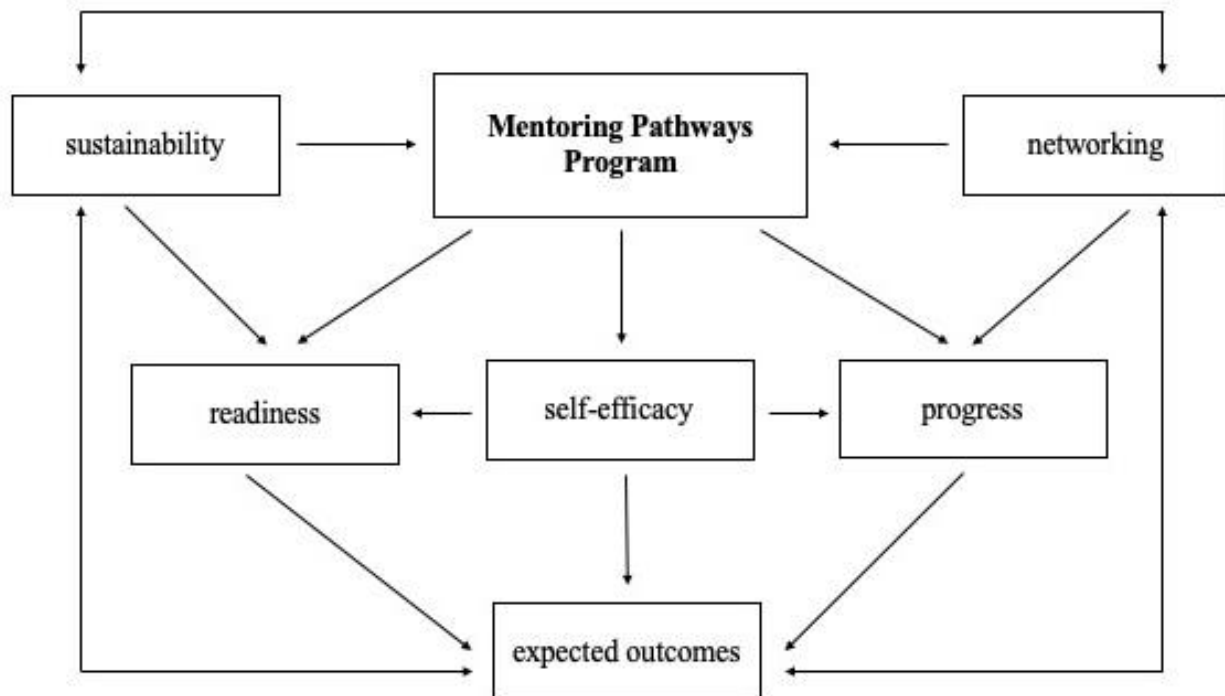 sustainability
Mentoring Pathways
Program
networking
readiness
self-efficacy
progress
expected outcomes